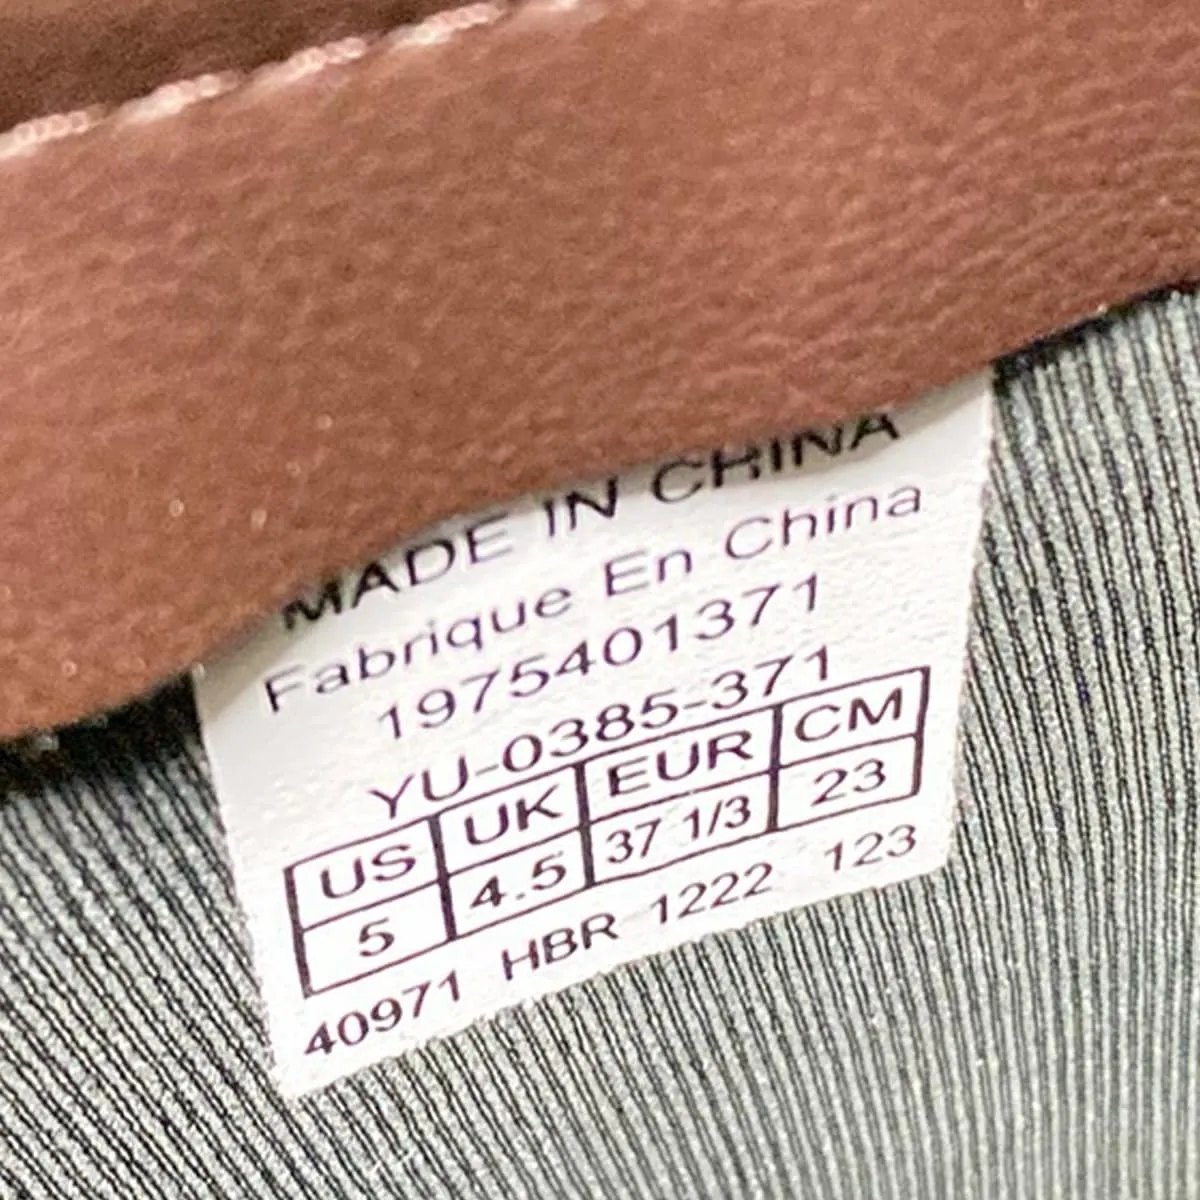 MADE IN CHINA
Fabrique En China
1975401371
YU-0385-371
US UK EUR CM
5 4.5 37 1/3 23
40971 HBR 1222 123